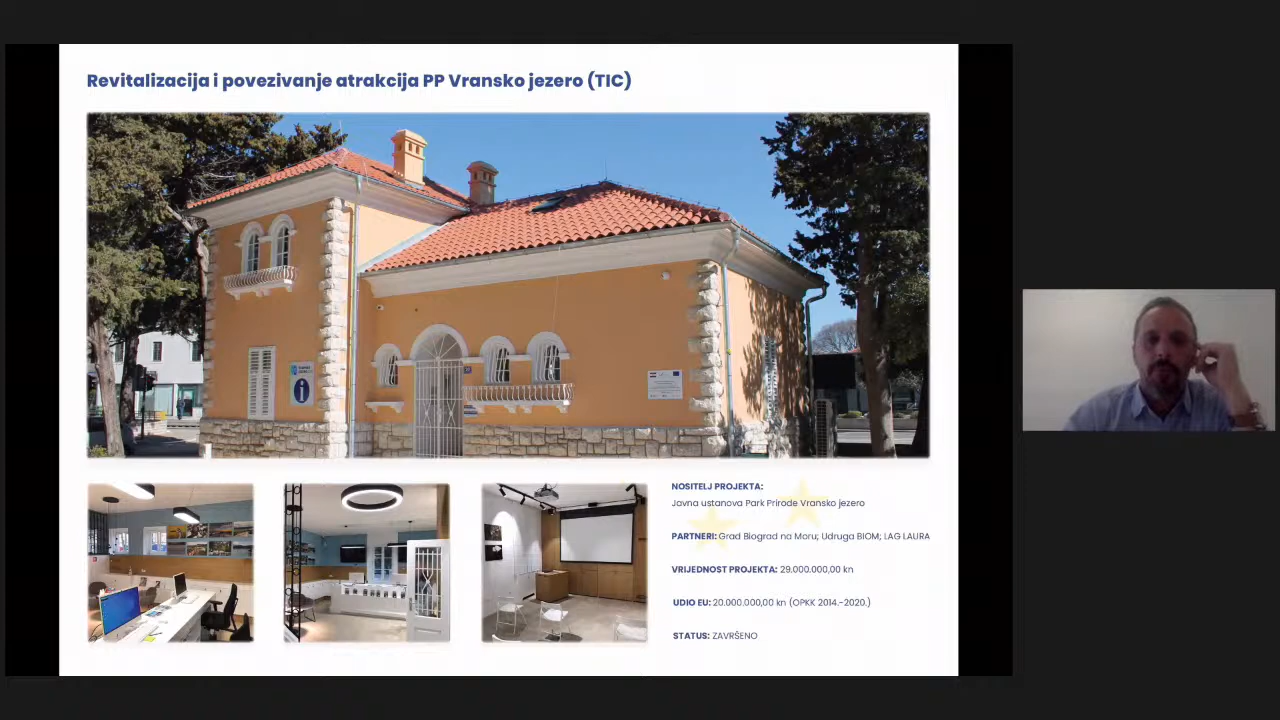 Revitalizacija i povezivanje atrakcija PP Vransko jezero (TIC)
i
NOSITELJ PROJEKTA:
Javna ustanova Park Prirode Vransko jezero
PARTNERI: Grad Biograd na Moru; Udruga BIOM; LAG LAURA
VRIJEDNOST PROJEKTA: 29.000.000,00 kn
UDIO EU: 20.000.000,00 kn (OPKK 2014.-2020.)
STATUS: ZAVRŠENO